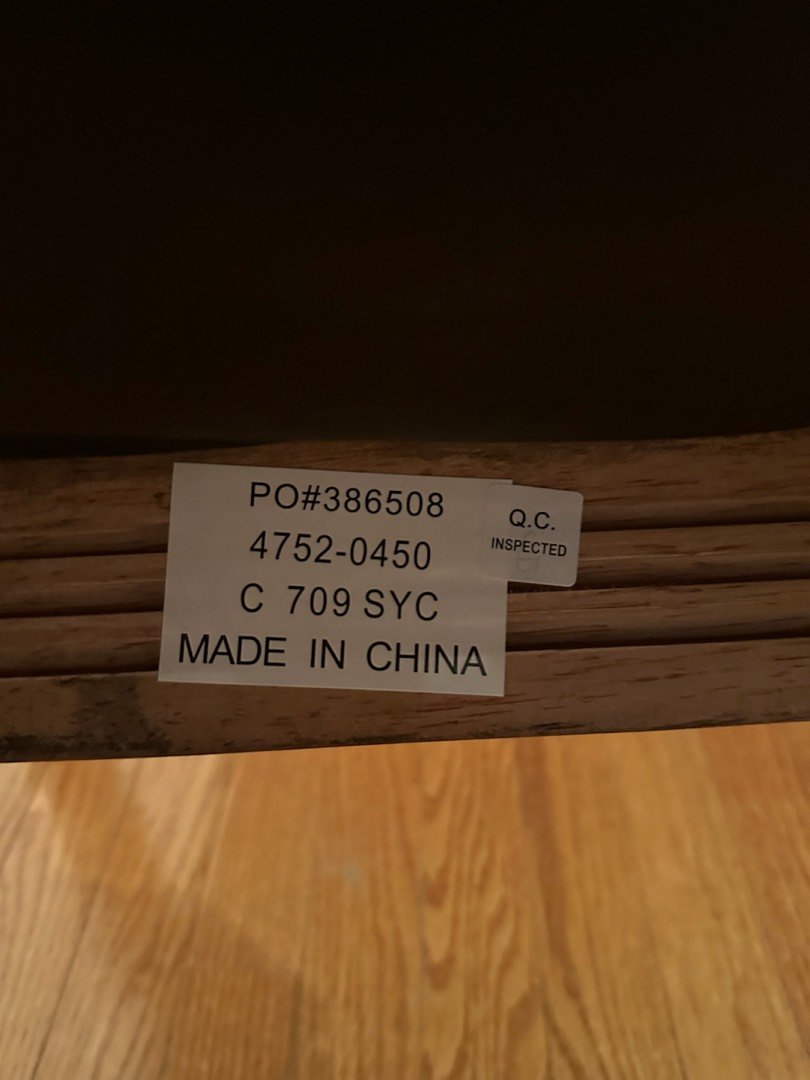 PO#386508
4752-0450
C 709 SYC
MADE IN CHINA
Q.C.
INSPECTED